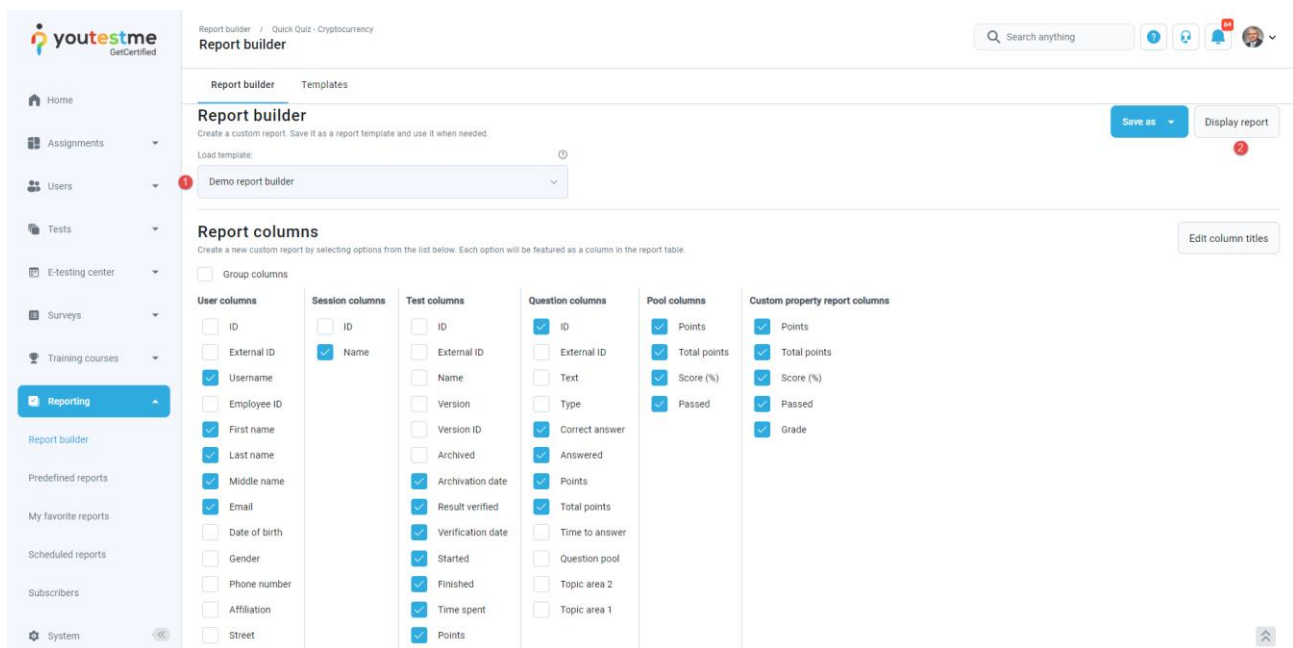 youtestme
GetCertified
Home
Assignments
Users
Tests
E-testing center
Surveys
Training courses
Reporting
Report builder
Predefined reports
My favorite reports
Scheduled reports
Subscribers
System
Report builder / Quick Quiz - Cryptocurrency
Report builder
Search anything
64
Report builder Templates
Report builder
Create a custom report. Save it as a report template and use it when needed.
Save as
Display report
2
Load template:
1
Demo report builder
Report columns
Create a new custom report by selecting options from the list below. Each option will be featured as a column in the report table.
Edit column titles
Group columns
User columns
ID
External ID
Username
Employee ID
First name
Last name
Middle name
Email
Date of birth
Gender
Phone number
Affiliation
Street
Session columns
ID
Name
Test columns
ID
External ID
Name
Version
Version ID
Archived
Archivation date
Result verified
Verification date
Started
Finished
Time spent
Points
Question columns
ID
External ID
Text
Type
Correct answer
Answered
Points
Total points
Time to answer
Question pool
Topic area 2
Topic area 1
Pool columns
Points
Total points
Score (%)
Passed
Custom property report columns
Points
Total points
Score (%)
Passed
Grade